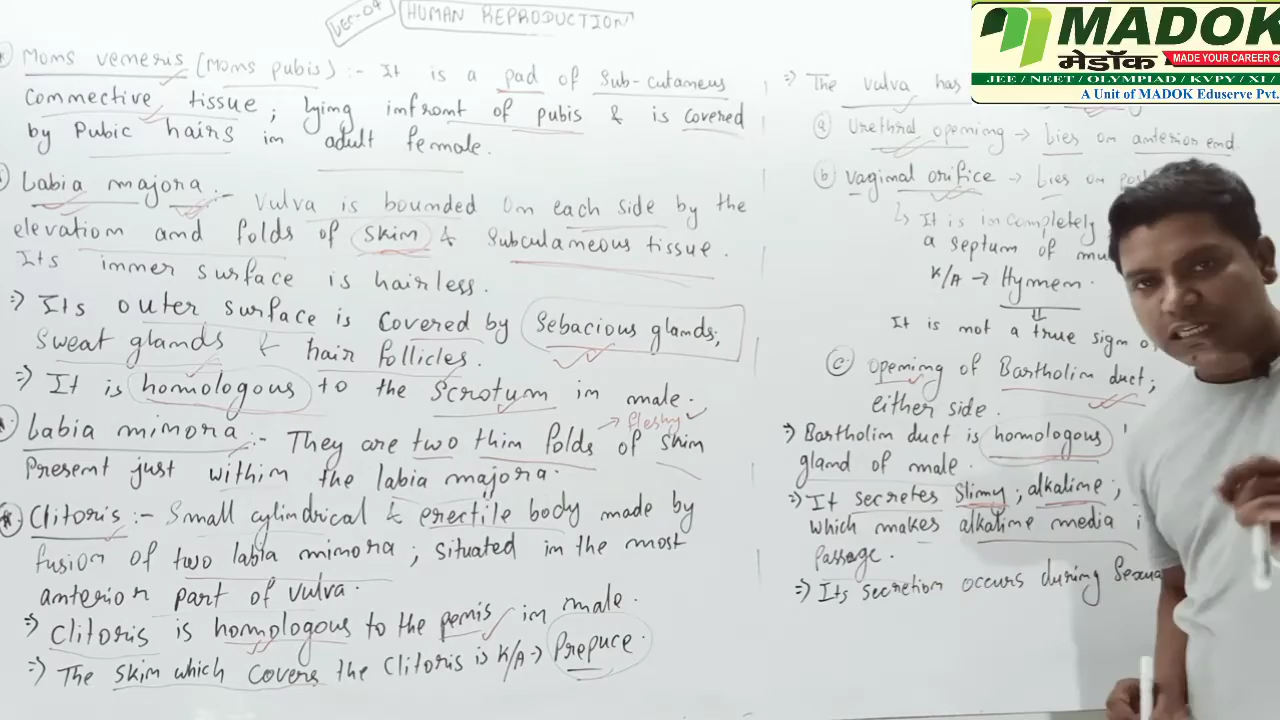 LEC-04
HUMAN REPRODUCTION
Mons veneris (Mons pubis) :- It is a pad of Sub-cutaneous
Connective tissue; lying infront of pubis & is covered
by Pubic hairs in adult female.
Labia majora :- Vulva is bounded on each side by the
elevation and folds of skin & Subcutaneous tissue.
Its inner surface is hairless.
⇒ Its outer surface is covered by Sebacious glands;
Sweat glands & hair follicles.
⇒ It is homologous to the Scrotum in male.
→ fleshy
Labia minora :- They are two thin folds of skin
Present just within the labia majora.
Clitoris :- Small cylindrical & erectile body made by
fusion of two labia minora; situated in the most
anterior part of vulva.
⇒ Clitoris is homologous to the penis in male.
⇒ The skin which covers the Clitoris is K/A → Prepuce
⇒ The vulva has
(a) Urethral opening → Lies on anterior end.
(b) vaginal orifice → Lies on
↳ It is incompletely
a septum of
K/A → Hymen.
It is not a true sign
(c) opening of Bartholin duct;
either side.
⇒ Bartholin duct is homologous
gland of male.
⇒ It secretes Slimy; alkaline;
which makes alkaline media
Passage.
⇒ Its secretion occurs during
MADOK
मेडॉक
MADE YOUR CAREER
JEE / NEET / OLYMPIAD / KVPY / XI /
A Unit of MADOK Eduserve Pvt.